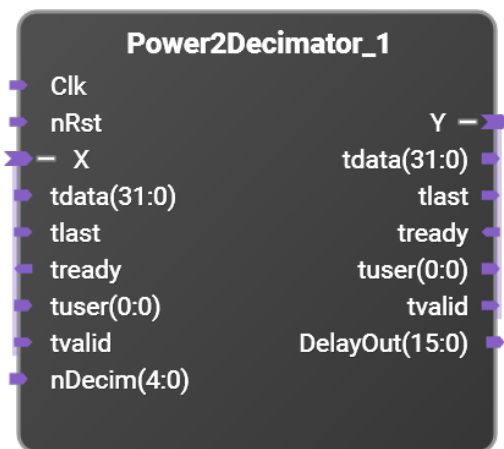 Power2Decimator_1
Clk
nRst
X
tdata(31:0)
tlast
tready
tuser(0:0)
tvalid
nDecim(4:0)
Y
tdata(31:0)
tlast
tready
tuser(0:0)
tvalid
DelayOut(15:0)